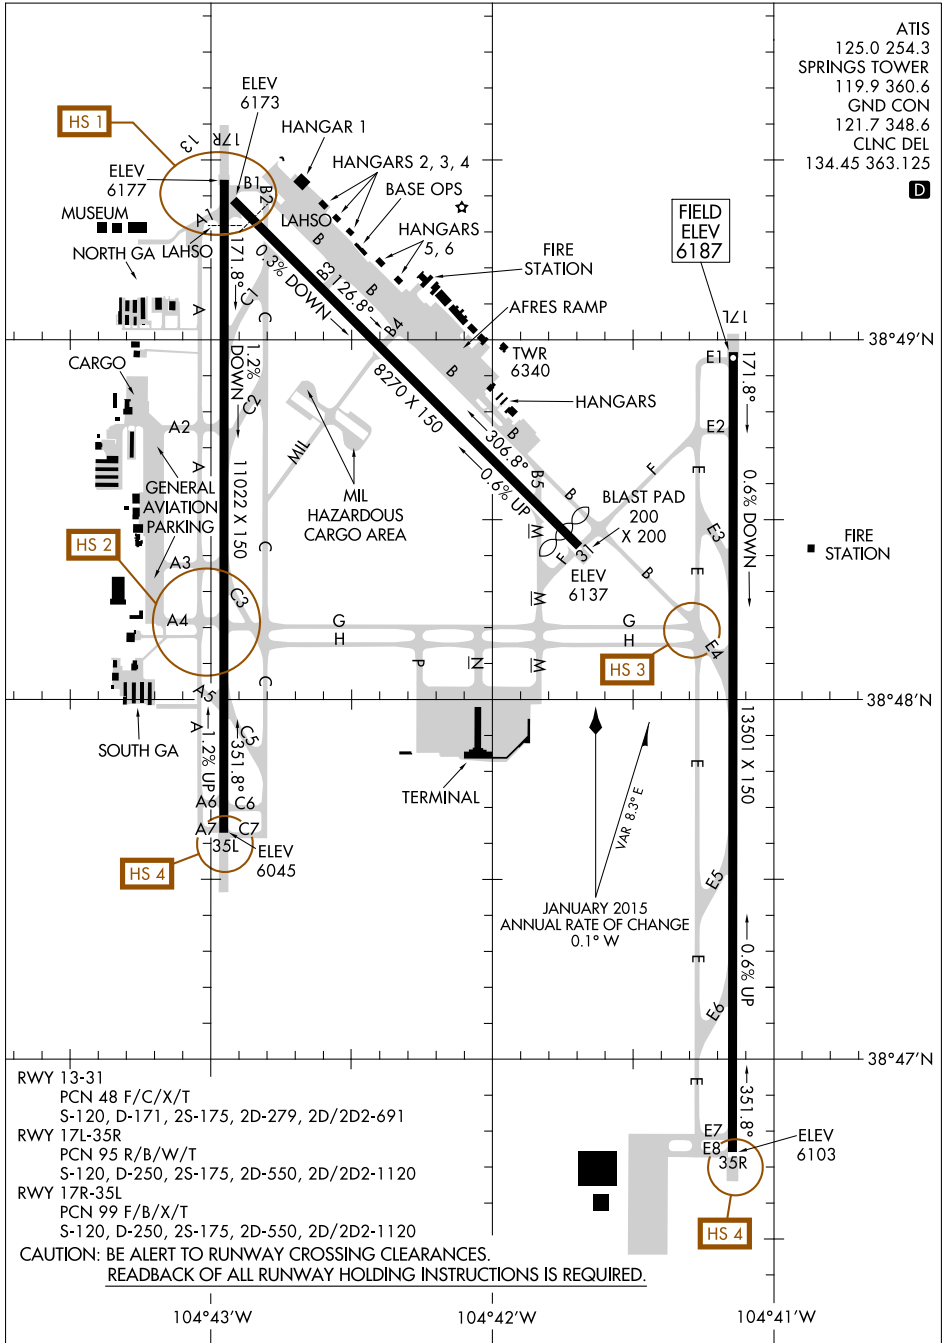 ATIS
125.0 254.3
SPRINGS TOWER
119.9 360.6
GND CON
121.7 348.6
CLNC DEL
134.45 363.125
D
ELEV
6173
HS 1
13
17R
HANGAR 1
HANGARS 2, 3, 4
BASE OPS
ELEV
6177
B1
B2
MUSEUM
A1
LAHSO
LAHSO
NORTH GA
B
HANGARS
5, 6
FIELD
ELEV
6187
FIRE
STATION
171.8°
0.3% DOWN
B3
126.8°
B
A
C1
C
AFRES RAMP
B4
17L
38°49'N
TWR
6340
E1
171.8°
CARGO
1.2%
DOWN
8270 X 150
B
HANGARS
C2
A2
E2
306.8°
B
MIL
A
F
E
0.6% UP
B5
B
GENERAL
AVIATION
PARKING
11022 X 150
MIL
HAZARDOUS
CARGO AREA
BLAST PAD
200
X 200
0.6% DOWN
E3
HS 2
C
M
F
31
FIRE
STATION
A3
ELEV
6137
B
E
C3
M
A4
G
G
H
H
E4
HS 3
P
N
M
C
A5
38°48'N
SOUTH GA
A
1.2% UP
351.8°
C5
TERMINAL
13501 X 150
E
VAR 8.3° E
A6
C6
A7
C7
35L
ELEV
6045
HS 4
E5
JANUARY 2015
ANNUAL RATE OF CHANGE
0.1° W
E
0.6% UP
E6
38°47'N
E
351.8°
RWY 13-31
PCN 48 F/C/X/T
S-120, D-171, 2S-175, 2D-279, 2D/2D2-691
RWY 17L-35R
PCN 95 R/B/W/T
S-120, D-250, 2S-175, 2D-550, 2D/2D2-1120
RWY 17R-35L
PCN 99 F/B/X/T
S-120, D-250, 2S-175, 2D-550, 2D/2D2-1120
E7
E8
35R
ELEV
6103
HS 4
CAUTION: BE ALERT TO RUNWAY CROSSING CLEARANCES.
READBACK OF ALL RUNWAY HOLDING INSTRUCTIONS IS REQUIRED.
104°43'W
104°42'W
104°41'W